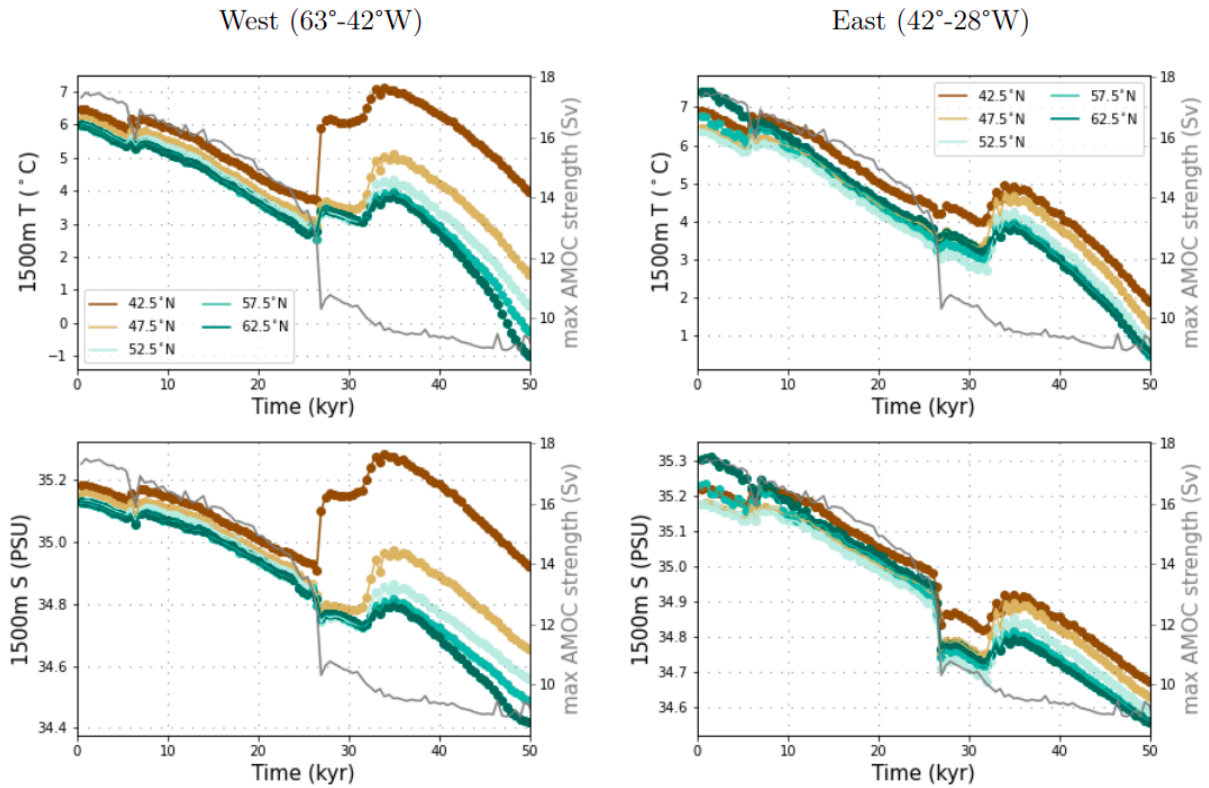 West (63°-42°W)
East (42°-28°W)
7
6
5
4
3
2
1
0
−1
1500m T (˚C)
18
16
14
12
10
max AMOC strength (Sv)
42.5˚N
47.5˚N
52.5˚N
57.5˚N
62.5˚N
0 10 20 30 40 50
Time (kyr)
7
6
5
4
3
2
1
1500m T (˚C)
18
16
14
12
10
max AMOC strength (Sv)
42.5˚N
47.5˚N
52.5˚N
57.5˚N
62.5˚N
0 10 20 30 40 50
Time (kyr)
35.2
35.0
34.8
34.6
34.4
1500m S (PSU)
18
16
14
12
10
max AMOC strength (Sv)
0 10 20 30 40 50
Time (kyr)
35.3
35.2
35.1
35.0
34.9
34.8
34.7
34.6
1500m S (PSU)
18
16
14
12
10
max AMOC strength (Sv)
0 10 20 30 40 50
Time (kyr)